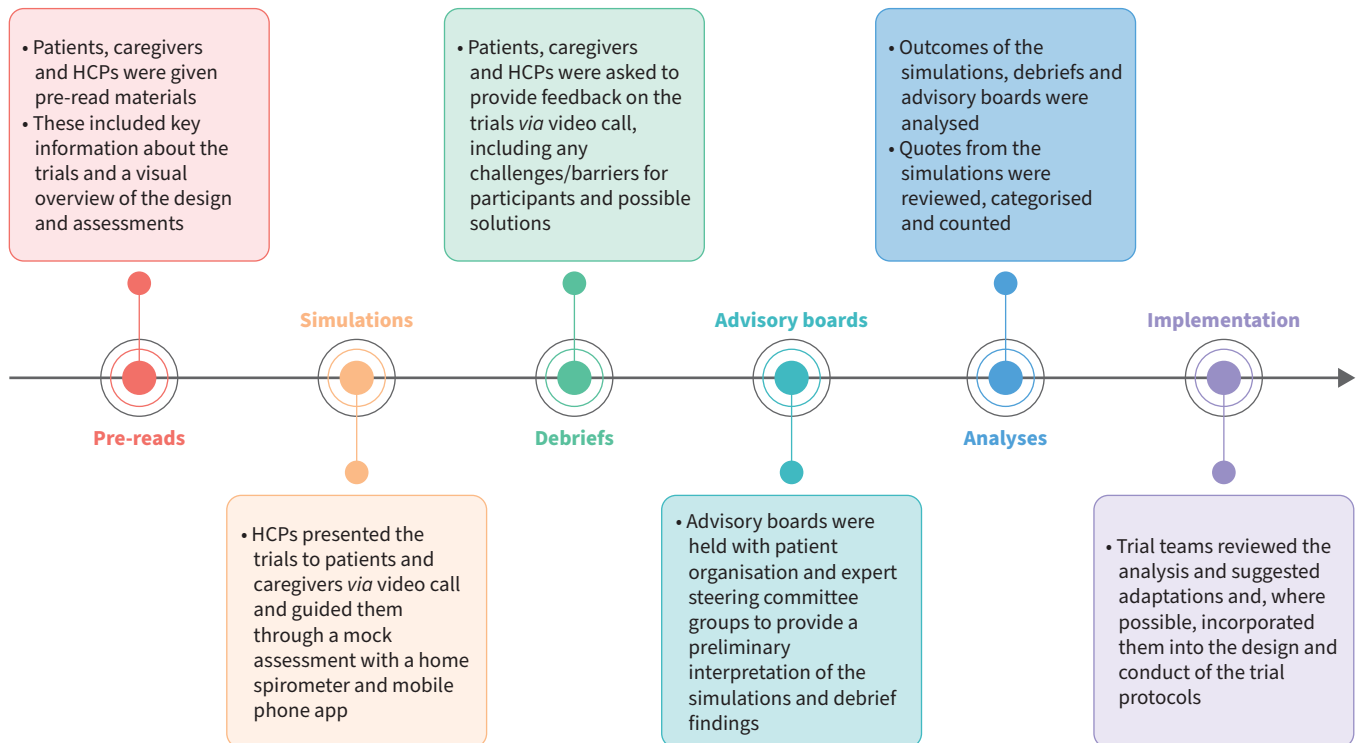 • Patients, caregivers
and HCPs were given
pre-read materials
• These included key
information about the
trials and a visual
overview of the design
and assessments
Pre-reads
Simulations
• HCPs presented the
trials to patients and
caregivers via video call
and guided them
through a mock
assessment with a home
spirometer and mobile
phone app
• Patients, caregivers
and HCPs were asked to
provide feedback on the
trials via video call,
including any
challenges/barriers for
participants and possible
solutions
Debriefs
Advisory boards
• Advisory boards were
held with patient
organisation and expert
steering committee
groups to provide a
preliminary
interpretation of the
simulations and debrief
findings
• Outcomes of the
simulations, debriefs and
advisory boards were
analysed
• Quotes from the
simulations were
reviewed, categorised
and counted
Analyses
Implementation
• Trial teams reviewed the
analysis and suggested
adaptations and, where
possible, incorporated
them into the design and
conduct of the trial
protocols